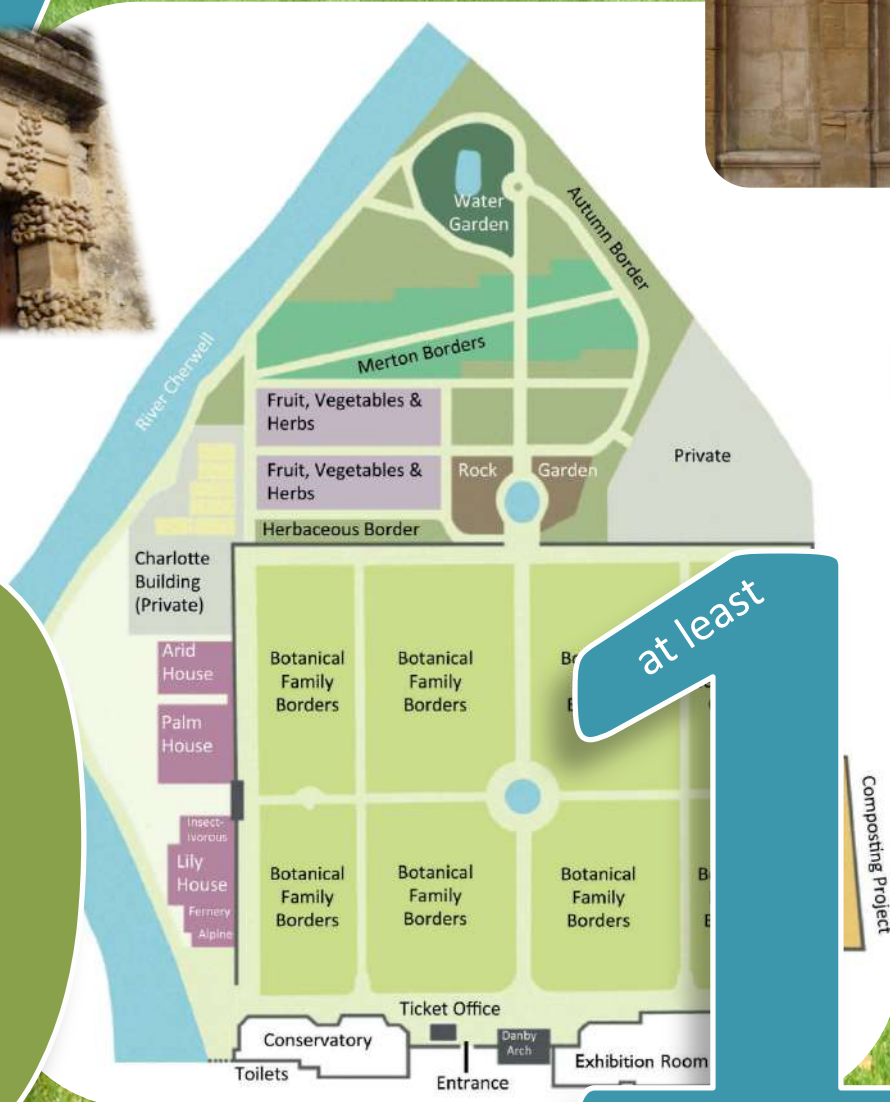 Water
Garden
Autumn Border
River Cherwell
Merton Borders
Fruit, Vegetables &
Herbs
Fruit, Vegetables &
Herbs
Rock
Garden
Private
Herbaceous Border
Charlotte
Building
(Private)
at least
1
Arid
House
Botanical
Family
Borders
Botanical
Family
Borders
Palm
House
Composting Project
Insect-
ivorous
Lily
House
Fernery
Alpine
Botanical
Family
Borders
Botanical
Family
Borders
Botanical
Family
Borders
Ticket Office
Conservatory
Danby
Arch
Exhibition Room
Toilets
Entrance